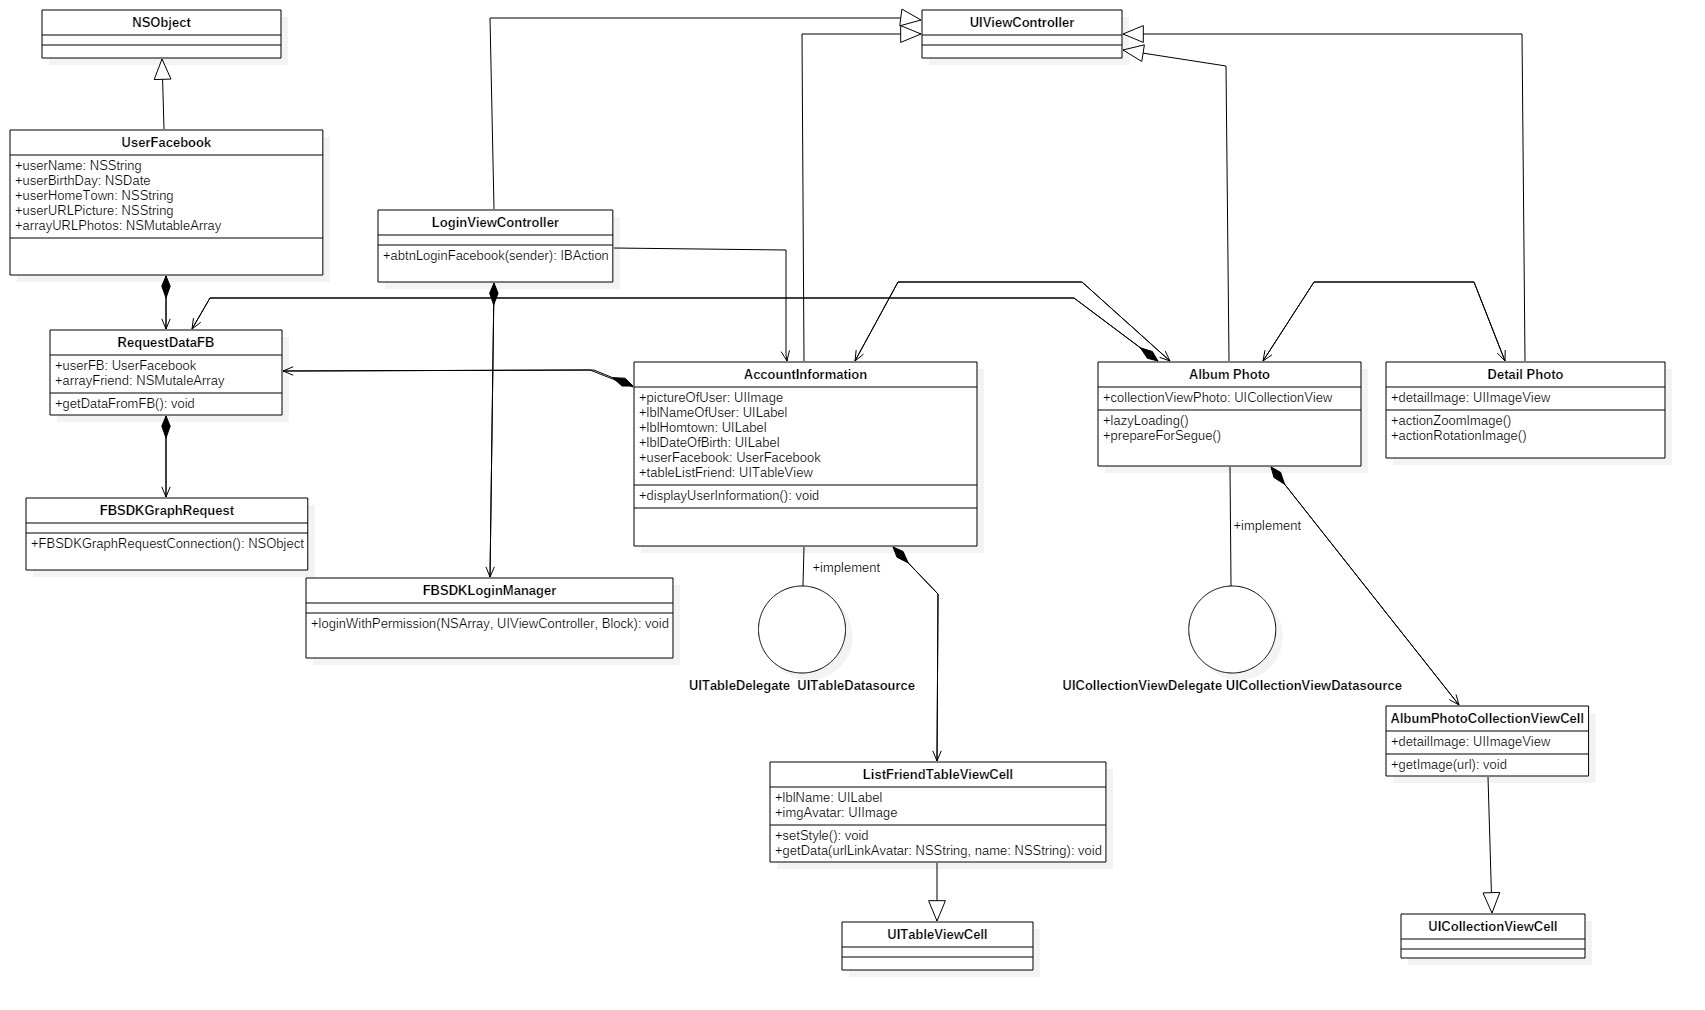 NSObject
UIViewController
UserFacebook
+userName: NSString
+userBirthDay: NSDate
+userHomeTown: NSString
+userURLPicture: NSString
+arrayURLPhotos: NSMutableArray
LoginViewController
+abtnLoginFacebook(sender): IBAction
RequestDataFB
+userFB: UserFacebook
+arrayFriend: NSMutaleArray
+getDataFromFB(): void
AccountInformation
+pictureOfUser: UIImage
+lblNameOfUser: UILabel
+lblHomtown: UILabel
+lblDateOfBirth: UILabel
+userFacebook: UserFacebook
+tableListFriend: UITableView
+displayUserInformation(): void
Album Photo
+collectionViewPhoto: UICollectionView
+lazyLoading()
+prepareForSegue()
Detail Photo
+detailImage: UIImageView
+actionZoomImage()
+actionRotationImage()
FBSDKGraphRequest
+FBSDKGraphRequestConnection(): NSObject
+implement
+implement
FBSDKLoginManager
+loginWithPermission(NSArray, UIViewController, Block): void
UITableDelegate  UITableDatasource
UICollectionViewDelegate UICollectionViewDatasource
AlbumPhotoCollectionViewCell
+detailImage: UIImageView
+getImage(url): void
ListFriendTableViewCell
+lblName: UILabel
+imgAvatar: UIImage
+setStyle(): void
+getData(urlLinkAvatar: NSString, name: NSString): void
UITableViewCell
UICollectionViewCell